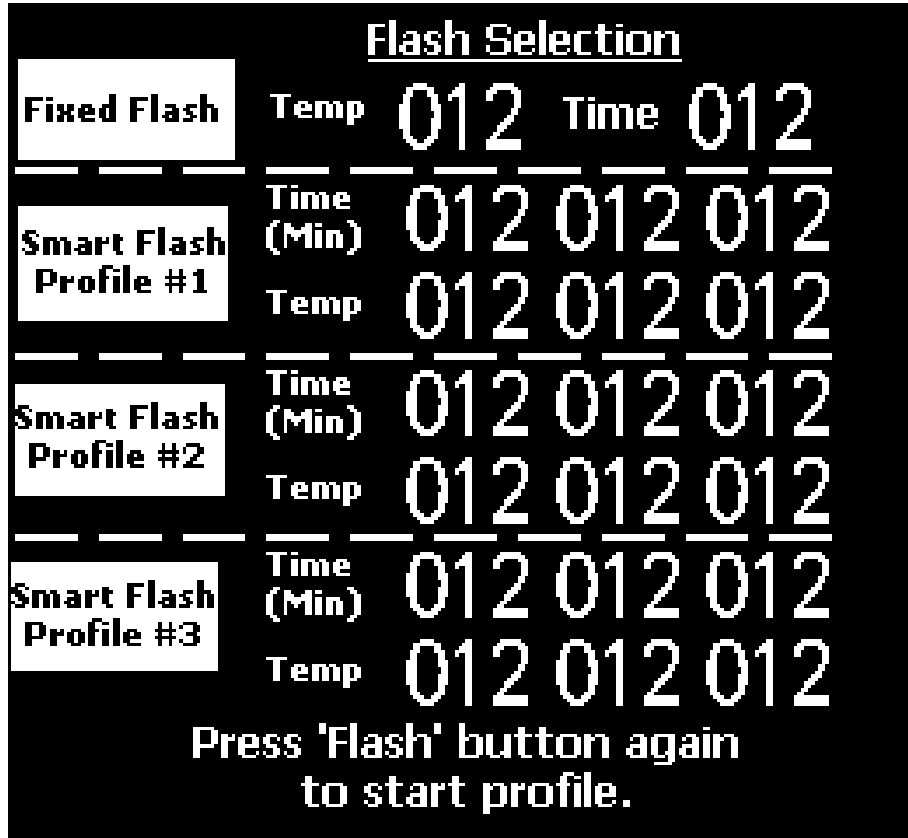 Flash Selection
Fixed Flash Temp 012 Time 012
Smart Flash Profile #1
Time (Min) 012 012 012
Temp 012 012 012
Smart Flash Profile #2
Time (Min) 012 012 012
Temp 012 012 012
Smart Flash Profile #3
Time (Min) 012 012 012
Temp 012 012 012
Press 'Flash' button again
to start profile.